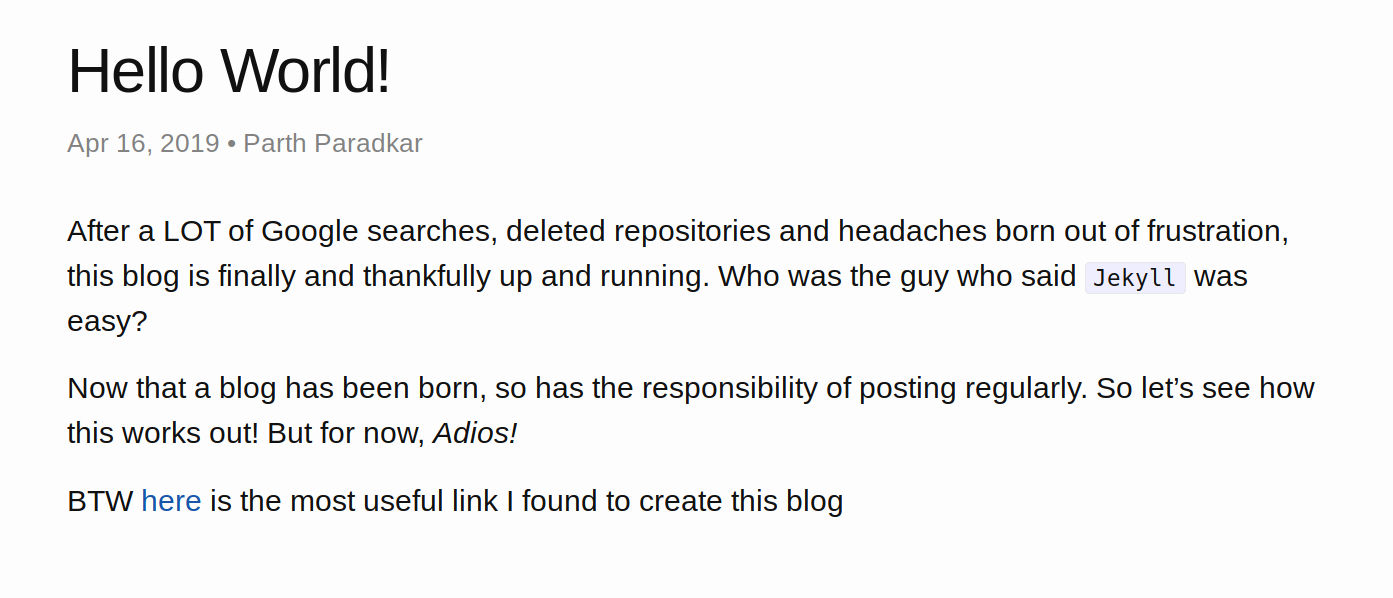 Hello World!
Apr 16, 2019 • Parth Paradkar
After a LOT of Google searches, deleted repositories and headaches born out of frustration,
this blog is finally and thankfully up and running. Who was the guy who said Jekyll was
easy?
Now that a blog has been born, so has the responsibility of posting regularly. So let’s see how
this works out! But for now, Adios!
BTW here is the most useful link I found to create this blog